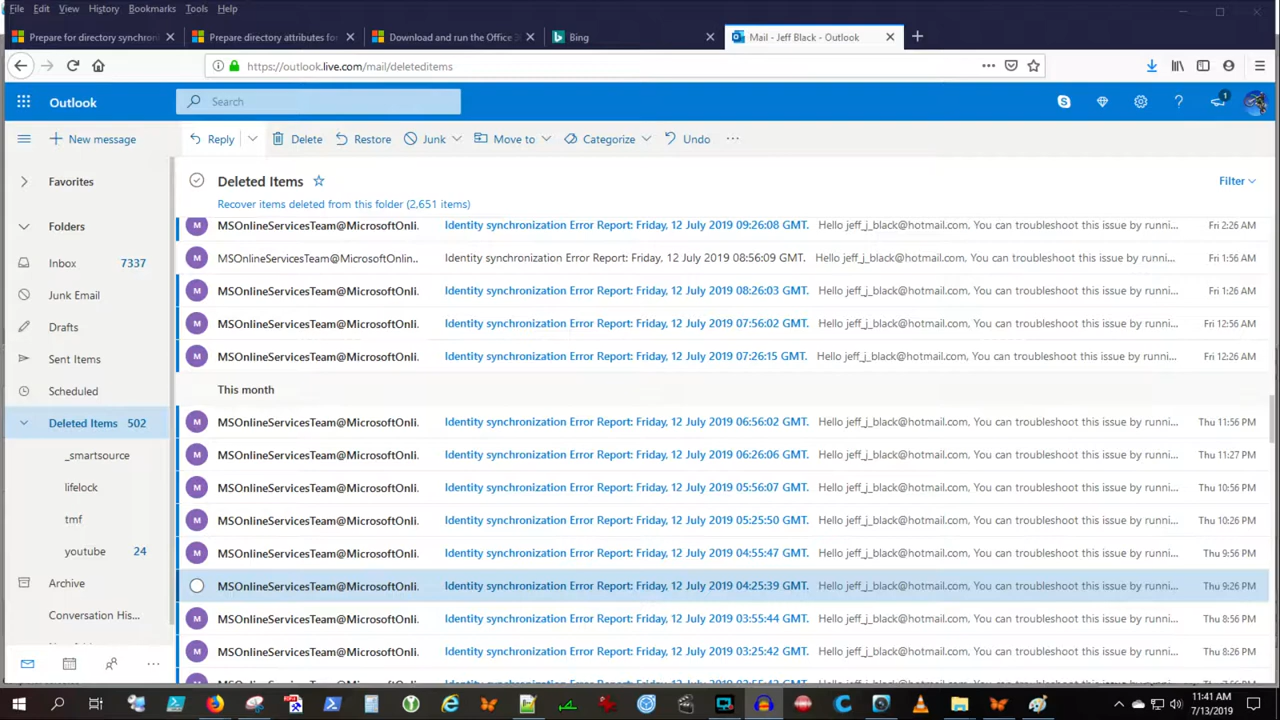 File Edit View History Bookmarks Tools Help
Prepare for directory synchroni
Prepare directory attributes for
Download and run the Office 3
Bing
Mail - Jeff Black - Outlook
https://outlook.live.com/mail/deleteditems
Outlook
Search
1
New message
Reply
Delete
Restore
Junk
Move to
Categorize
Undo
Favorites
Folders
Inbox 7337
Junk Email
Drafts
Sent Items
Scheduled
Deleted Items 502
_smartsource
lifelock
tmf
youtube 24
Archive
Conversation His...
Deleted Items
Filter
Recover items deleted from this folder (2,651 items)
M MSOnlineServicesTeam@MicrosoftOnli. Identity synchronization Error Report: Friday, 12 July 2019 09:26:08 GMT. Hello jeff_j_black@hotmail.com, You can troubleshoot this issue by runni... Fri 2:26 AM
M MSOnlineServicesTeam@MicrosoftOnlin.. Identity synchronization Error Report: Friday, 12 July 2019 08:56:09 GMT. Hello jeff_j_black@hotmail.com, You can troubleshoot this issue by runni... Fri 1:56 AM
M MSOnlineServicesTeam@MicrosoftOnli. Identity synchronization Error Report: Friday, 12 July 2019 08:26:03 GMT. Hello jeff_j_black@hotmail.com, You can troubleshoot this issue by runni... Fri 1:26 AM
M MSOnlineServicesTeam@MicrosoftOnli. Identity synchronization Error Report: Friday, 12 July 2019 07:56:02 GMT. Hello jeff_j_black@hotmail.com, You can troubleshoot this issue by runni... Fri 12:56 AM
M MSOnlineServicesTeam@MicrosoftOnli. Identity synchronization Error Report: Friday, 12 July 2019 07:26:15 GMT. Hello jeff_j_black@hotmail.com, You can troubleshoot this issue by runni... Fri 12:26 AM
This month
M MSOnlineServicesTeam@MicrosoftOnli. Identity synchronization Error Report: Friday, 12 July 2019 06:56:02 GMT. Hello jeff_j_black@hotmail.com, You can troubleshoot this issue by runni... Thu 11:56 PM
M MSOnlineServicesTeam@MicrosoftOnli. Identity synchronization Error Report: Friday, 12 July 2019 06:26:06 GMT. Hello jeff_j_black@hotmail.com, You can troubleshoot this issue by runni... Thu 11:27 PM
M MSOnlineServicesTeam@MicrosoftOnli. Identity synchronization Error Report: Friday, 12 July 2019 05:56:07 GMT. Hello jeff_j_black@hotmail.com, You can troubleshoot this issue by runni... Thu 10:56 PM
M MSOnlineServicesTeam@MicrosoftOnli. Identity synchronization Error Report: Friday, 12 July 2019 05:25:50 GMT. Hello jeff_j_black@hotmail.com, You can troubleshoot this issue by runni... Thu 10:26 PM
M MSOnlineServicesTeam@MicrosoftOnli. Identity synchronization Error Report: Friday, 12 July 2019 04:55:47 GMT. Hello jeff_j_black@hotmail.com, You can troubleshoot this issue by runni... Thu 9:56 PM
MSOnlineServicesTeam@MicrosoftOnli. Identity synchronization Error Report: Friday, 12 July 2019 04:25:39 GMT. Hello jeff_j_black@hotmail.com, You can troubleshoot this issue by runni... Thu 9:26 PM
M MSOnlineServicesTeam@MicrosoftOnli. Identity synchronization Error Report: Friday, 12 July 2019 03:55:44 GMT. Hello jeff_j_black@hotmail.com, You can troubleshoot this issue by runni... Thu 8:56 PM
M MSOnlineServicesTeam@MicrosoftOnli. Identity synchronization Error Report: Friday, 12 July 2019 03:25:42 GMT. Hello jeff_j_black@hotmail.com, You can troubleshoot this issue by runni... Thu 8:26 PM
11:41 AM
7/13/2019